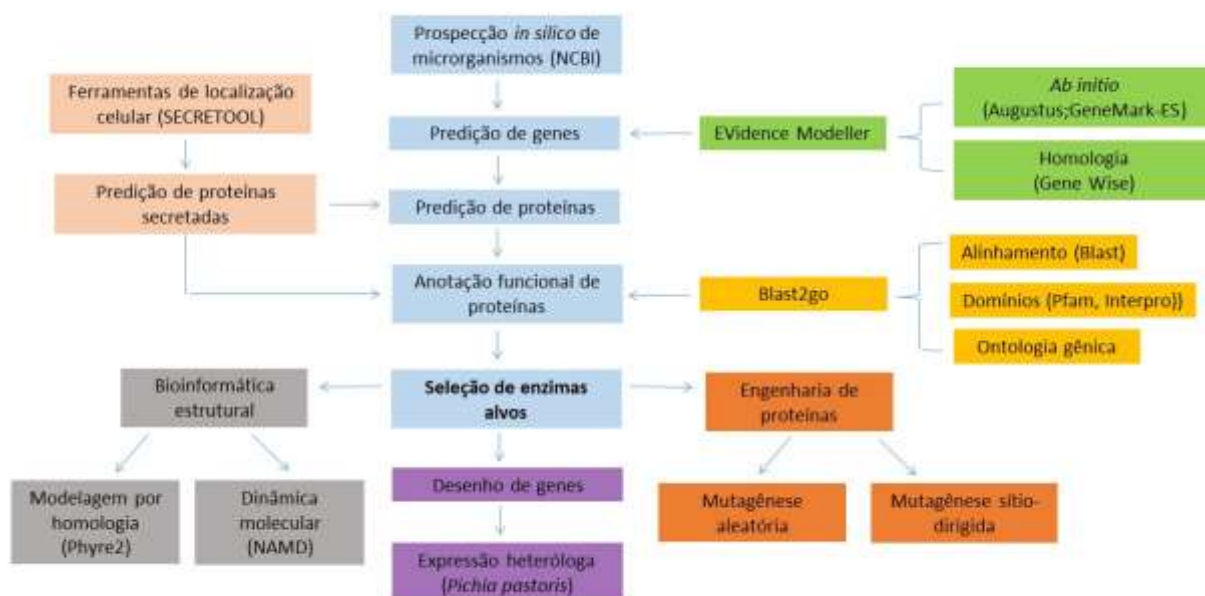 Prospecção in silico de
microrganismos (NCBI)
Ferramentas de localização
celular (SECRETOOL)
Ab initio
(Augustus;GeneMark-ES)
Predição de genes
EVidence Modeller
Homologia
(Gene Wise)
Predição de proteínas
secretadas
Predição de proteínas
Alinhamento (Blast)
Anotação funcional de
proteínas
Blast2go
Domínios (Pfam, Interpro))
Ontologia gênica
Bioinformática
estrutural
Seleção de enzimas
alvos
Engenharia de
proteínas
Modelagem por
homologia
(Phyre2)
Dinâmica
molecular
(NAMD)
Desenho de genes
Mutagênese
aleatória
Mutagênese sítio-
dirigida
Expressão heteróloga
(Pichia pastoris)